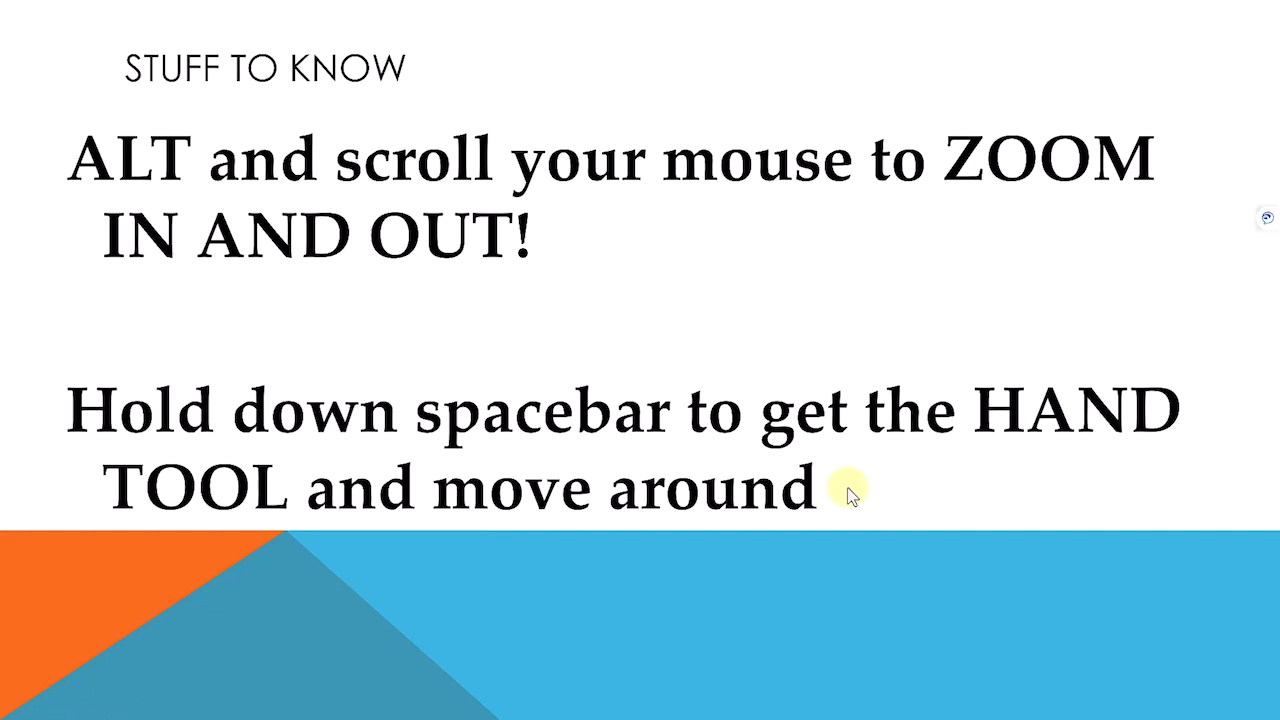 STUFF TO KNOW
ALT and scroll your mouse to ZOOM
IN AND OUT!
Hold down spacebar to get the HAND
TOOL and move around